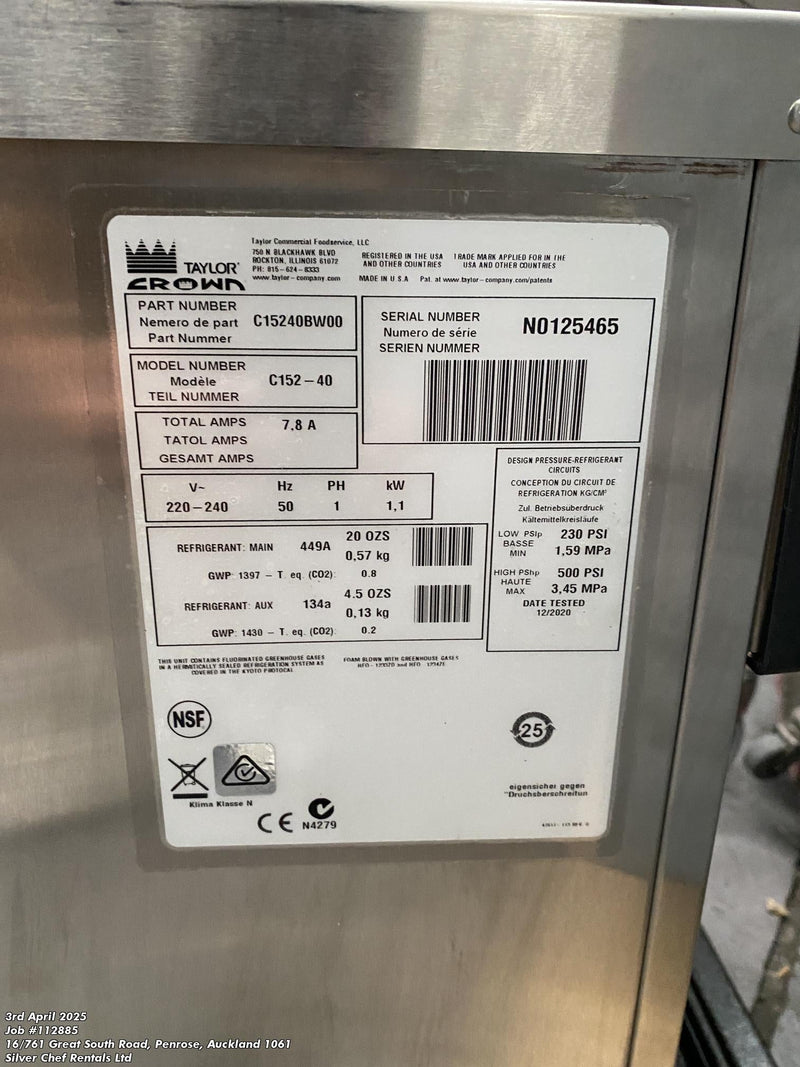 TAYLOR®
CROWN
Taylor Commercial Foodservice, LLC
750 N BLACKHAWK BLVD
ROCKTON, ILLINOIS 61072
PH: 815-624-8333
www.taylor-company.com
REGISTERED IN THE USA
AND OTHER COUNTRIES
TRADE MARK APPLIED FOR IN THE
USA AND OTHER COUNTRIES
MADE IN U.S.A Pat. at www.taylor-company.com/patents
PART NUMBER
Nemero de part
Part Nummer
C15240BW00
MODEL NUMBER
Modèle
TEIL NUMMER
C152-40
SERIAL NUMBER
Numero de série
SERIEN NUMMER
N0125465
TOTAL AMPS 7,8 A
TATOL AMPS
GESAMT AMPS
V~ Hz PH kW
220-240 50 1 1,1
REFRIGERANT: MAIN 449A
20 OZS
0,57 kg
GWP: 1397 - T. eq. (CO2): 0.8
REFRIGERANT: AUX 134a
4.5 OZS
0,13 kg
GWP: 1430 - T. eq. (CO2): 0.2
DESIGN PRESSURE-REFRIGERANT
CIRCUITS
CONCEPTION DU CIRCUIT DE
REFRIGERATION KG/CM²
Zul. Betriebsüberdruck
Kältemittelkreisläufe
LOW PSIp 230 PSI
BASSE
MIN 1,59 MPa
HIGH PShp 500 PSI
HAUTE
MAX 3,45 MPa
DATE TESTED
12/2020
THIS UNIT CONTAINS FLUORINATED GREENHOUSE GASES
IN A HERMETICALLY SEALED REFRIGERATION SYSTEM AS
COVERED IN THE KYOTO PROTOCAL
FOAM BLOWN WITH GREENHOUSE GASES
NSF
25
Klima Klasse N
CE
N4279
eigensicher gegen
"Druchsberschreitun
3rd April 2025
Job #112885
16/761 Great South Road, Penrose, Auckland 1061
Silver Chef Rentals Ltd